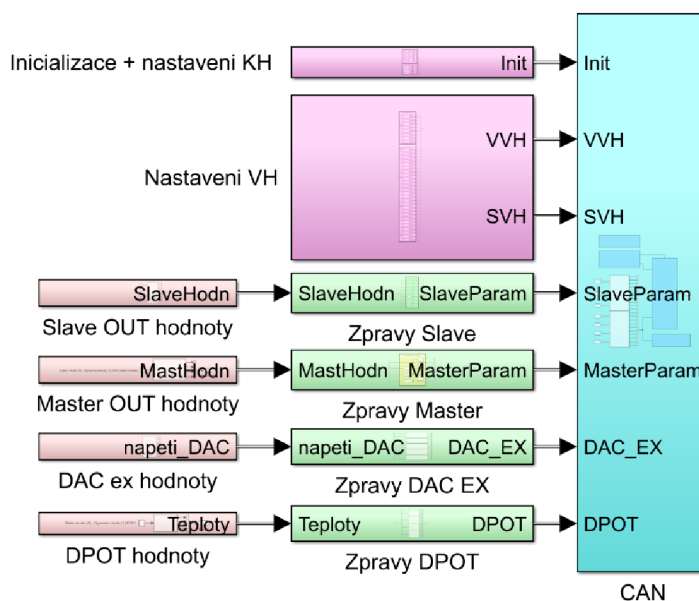 Inicializace + nastaveni KH
Init
Init
Nastaveni VH
VVH
VVH
SVH
SVH
SlaveHodn
SlaveHodn
SlaveParam
SlaveParam
Slave OUT hodnoty
Zpravy Slave
MastHodn
MastHodn
MasterParam
MasterParam
Master OUT hodnoty
Zpravy Master
napeti_DAC
napeti_DAC
DAC_EX
DAC_EX
DAC ex hodnoty
Zpravy DAC EX
Teploty
Teploty
DPOT
DPOT
DPOT hodnoty
Zpravy DPOT
CAN